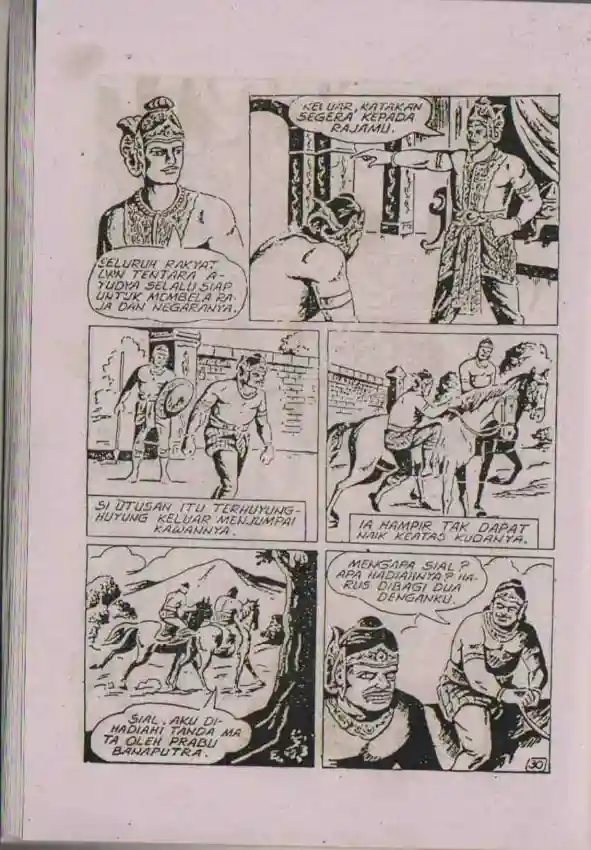 SELURUH RAKYAT
DAN TENTARA A-
YUDYA SELALU SIAP
UNTUK MEMBELA RA-
JA DAN NEGARANYA.
KELUAR, KATAKAN
SEGERA KEPADA
RAJAMU.
SI UTUSAN ITU TERHUYUNG-
HUYUNG KELUAR MENJUMPAI
KAWANNYA.
IA HAMPIR TAK DAPAT
NAIK KEATAS KUDANYA.
SIAL, AKU DI-
HADIAHI TANDA MA
TA OLEH PRABU
BANAPUTRA.
MENGAPA SIAL?
APA HADIAHNYA? HA-
RUS DIBAGI DUA
DENGANKU.
30